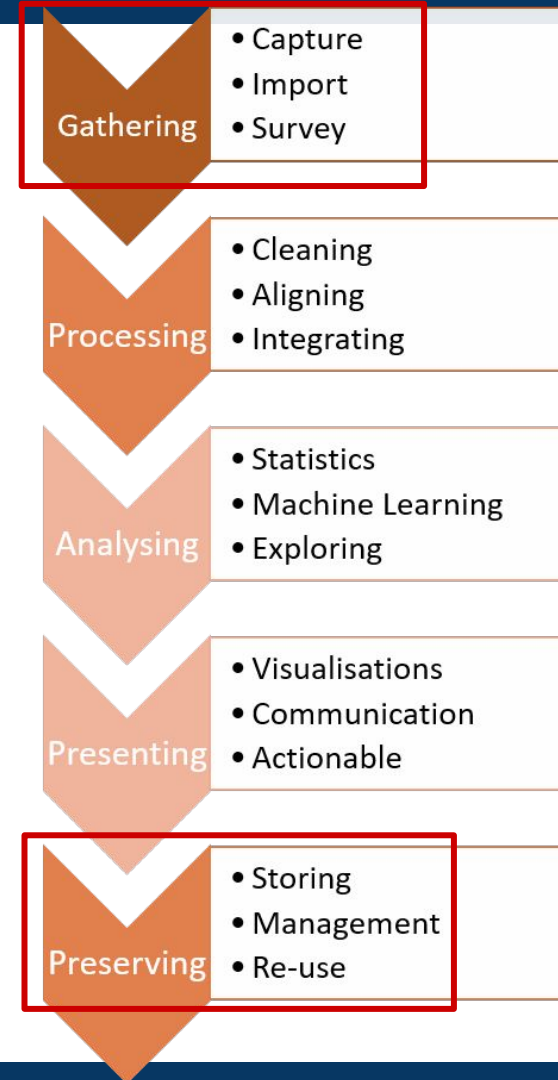 Gathering
• Capture
• Import
• Survey
Processing
• Cleaning
• Aligning
• Integrating
Analysing
• Statistics
• Machine Learning
• Exploring
Presenting
• Visualisations
• Communication
• Actionable
Preserving
• Storing
• Management
• Re-use